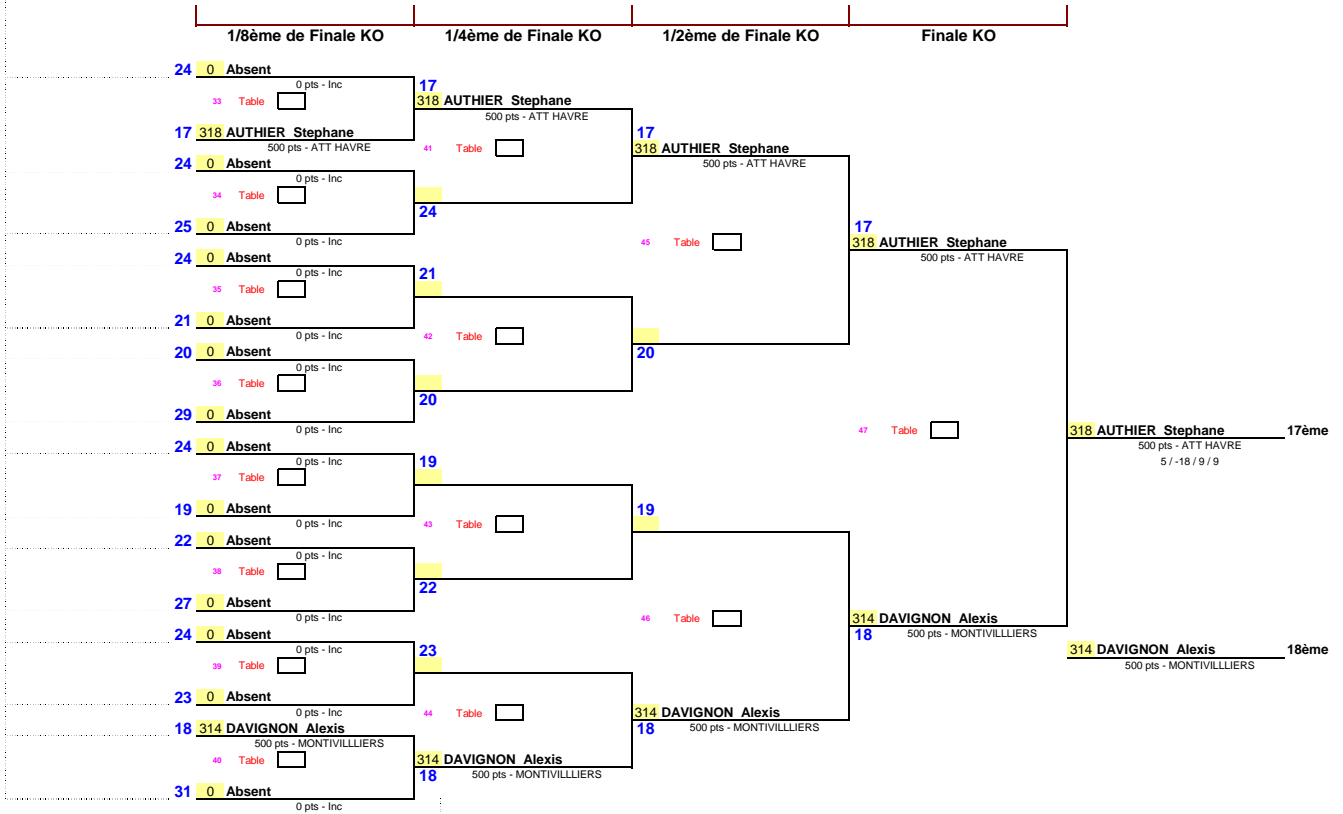 1/8ème de Finale KO 1/4ème de Finale KO 1/2ème de Finale KO Finale KO
24 0 Absent
0 pts - Inc
17
33 Table
318 AUTHIER Stephane
500 pts - ATT HAVRE
17 318 AUTHIER Stephane
500 pts - ATT HAVRE
41 Table
17
318 AUTHIER Stephane
500 pts - ATT HAVRE
24 0 Absent
0 pts - Inc
34 Table
24
25 0 Absent
0 pts - Inc
45 Table
17
318 AUTHIER Stephane
500 pts - ATT HAVRE
24 0 Absent
0 pts - Inc
21
35 Table
21 0 Absent
0 pts - Inc
42 Table
20
20 0 Absent
0 pts - Inc
36 Table
20
29 0 Absent
0 pts - Inc
47 Table
318 AUTHIER Stephane 17ème
500 pts - ATT HAVRE
5 / -18 / 9 / 9
24 0 Absent
0 pts - Inc
19
37 Table
19 0 Absent
0 pts - Inc
43 Table
19
22 0 Absent
0 pts - Inc
38 Table
22
27 0 Absent
0 pts - Inc
46 Table
314 DAVIGNON Alexis
18 500 pts - MONTIVILLLIERS
24 0 Absent
0 pts - Inc
23
39 Table
314 DAVIGNON Alexis 18ème
500 pts - MONTIVILLLIERS
23 0 Absent
0 pts - Inc
44 Table
314 DAVIGNON Alexis
18 500 pts - MONTIVILLLIERS
18 314 DAVIGNON Alexis
500 pts - MONTIVILLLIERS
40 Table
314 DAVIGNON Alexis
18 500 pts - MONTIVILLLIERS
31 0 Absent
0 pts - Inc